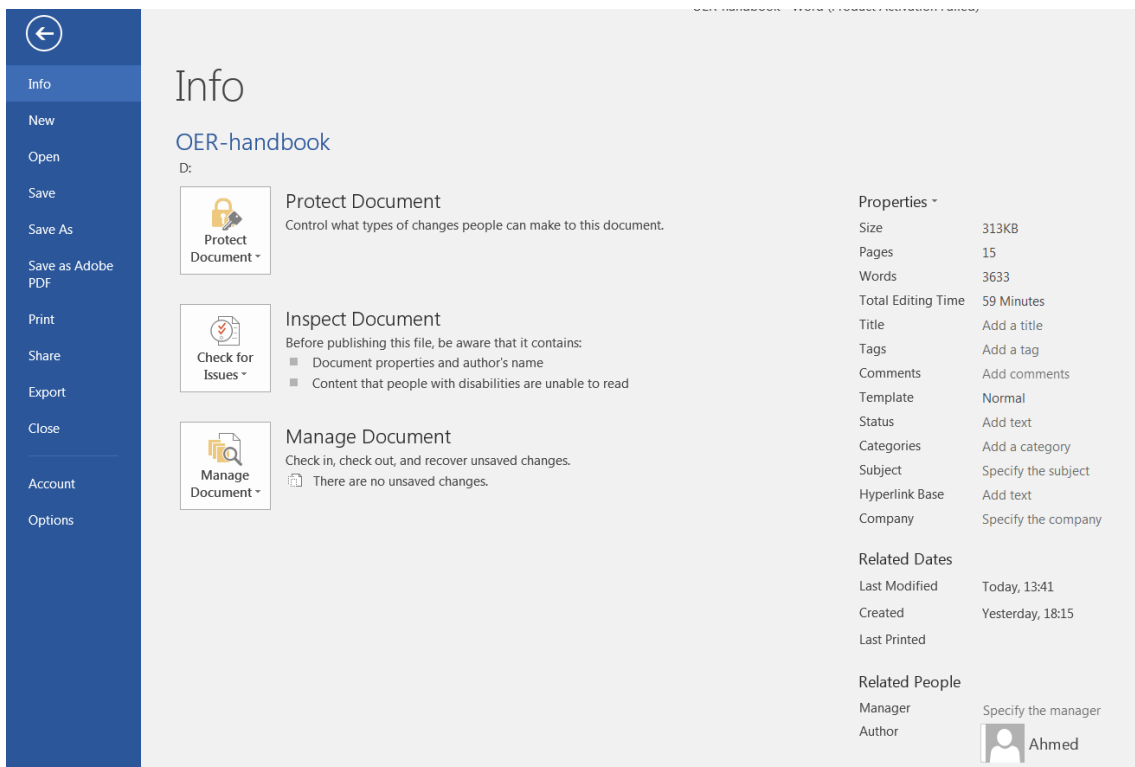 OER-handbook - Word (Product Activation Failed)
Info
New
Open
Save
Save As
Save as Adobe
PDF
Print
Share
Export
Close
Account
Options
Info
OER-handbook
D:
Protect
Document
Protect Document
Control what types of changes people can make to this document.
Check for
Issues
Inspect Document
Before publishing this file, be aware that it contains:
Document properties and author's name
Content that people with disabilities are unable to read
Manage
Document
Manage Document
Check in, check out, and recover unsaved changes.
There are no unsaved changes.
Properties
Size 313KB
Pages 15
Words 3633
Total Editing Time 59 Minutes
Title Add a title
Tags Add a tag
Comments Add comments
Template Normal
Status Add text
Categories Add a category
Subject Specify the subject
Hyperlink Base Add text
Company Specify the company
Related Dates
Last Modified Today, 13:41
Created Yesterday, 18:15
Last Printed
Related People
Manager Specify the manager
Author Ahmed